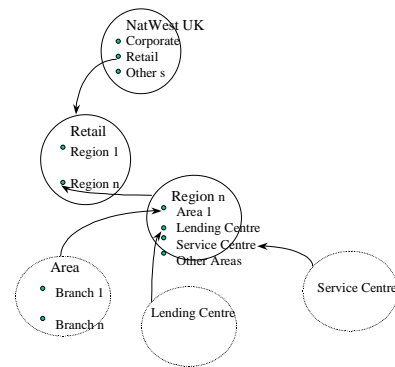 NatWest UK
Corporate
Retail
Other s
Retail
Region 1
Region n
Region n
Area 1
Lending Centre
Service Centre
Other Areas
Area
Branch 1
Branch n
Lending Centre
Service Centre